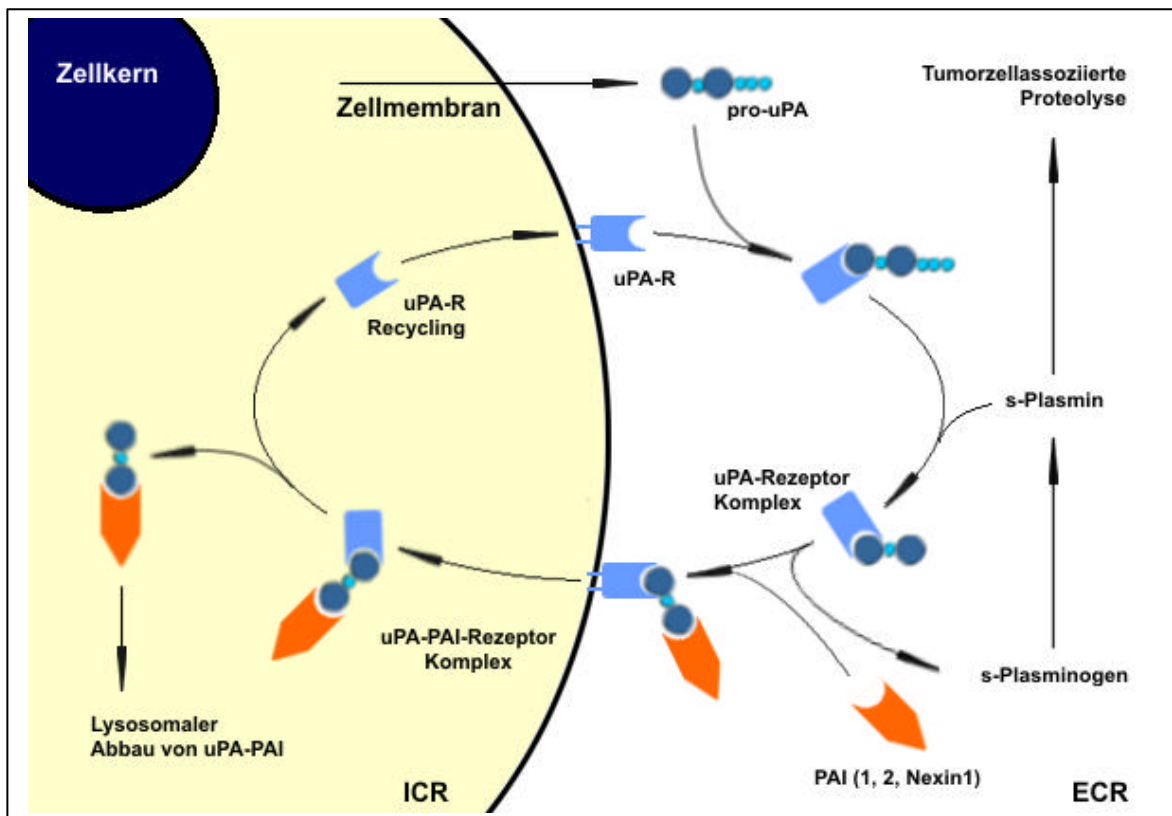 Zellkern
Zellmembran
pro-uPA
Tumorzellassoziierte
Proteolyse
uPA-R
Recycling
uPA-R
s-Plasmin
uPA-Rezeptor
Komplex
uPA-PAI-Rezeptor
Komplex
s-Plasminogen
Lysosomaler
Abbau von uPA-PAI
PAI (1, 2, Nexin1)
ICR
ECR